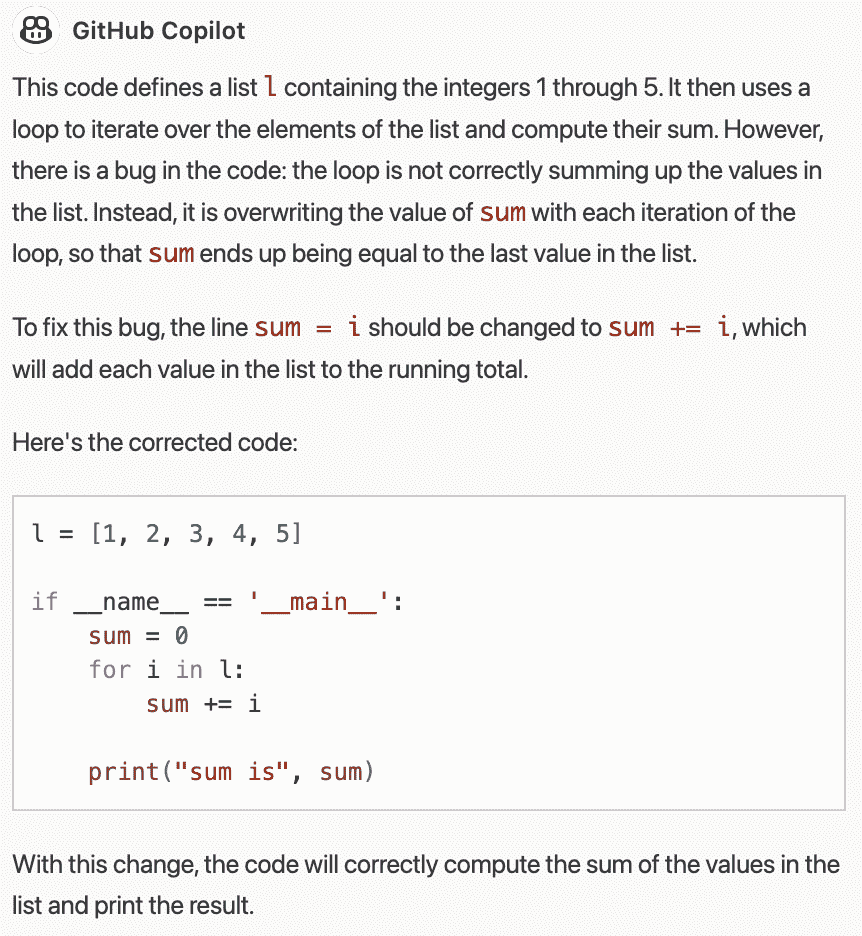 GitHub Copilot
This code defines a list l containing the integers 1 through 5. It then uses a
loop to iterate over the elements of the list and compute their sum. However,
there is a bug in the code: the loop is not correctly summing up the values in
the list. Instead, it is overwriting the value of sum with each iteration of the
loop, so that sum ends up being equal to the last value in the list.
To fix this bug, the line sum = i should be changed to sum += i, which
will add each value in the list to the running total.
Here's the corrected code:
l = [1, 2, 3, 4, 5]
if __name__ == '__main__':
    sum = 0
    for i in l:
        sum += i
    print("sum is", sum)
With this change, the code will correctly compute the sum of the values in the
list and print the result.